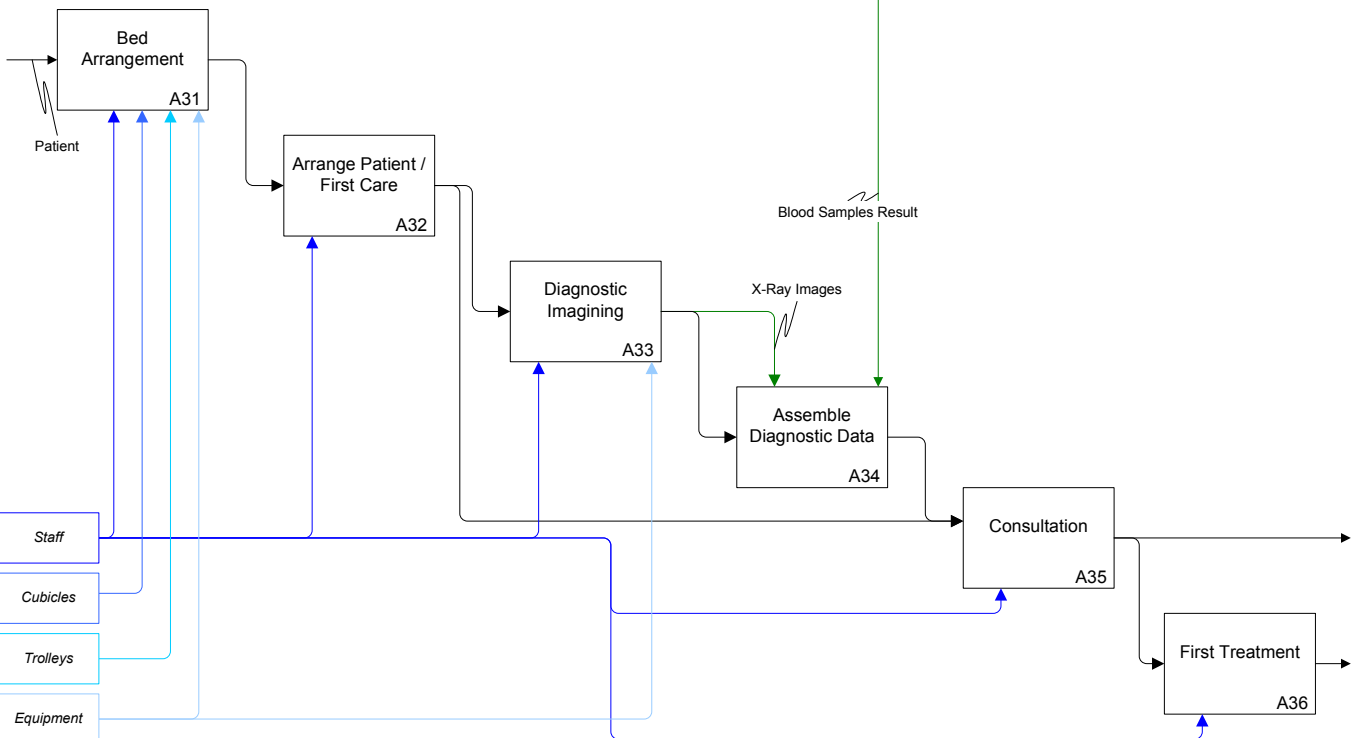 Bed
Arrangement
A31
Patient
Arrange Patient /
First Care
A32
Blood Samples Result
Diagnostic
Imagining
A33
X-Ray Images
Assemble
Diagnostic Data
A34
Staff
Consultation
A35
Cubicles
Trolleys
First Treatment
A36
Equipment